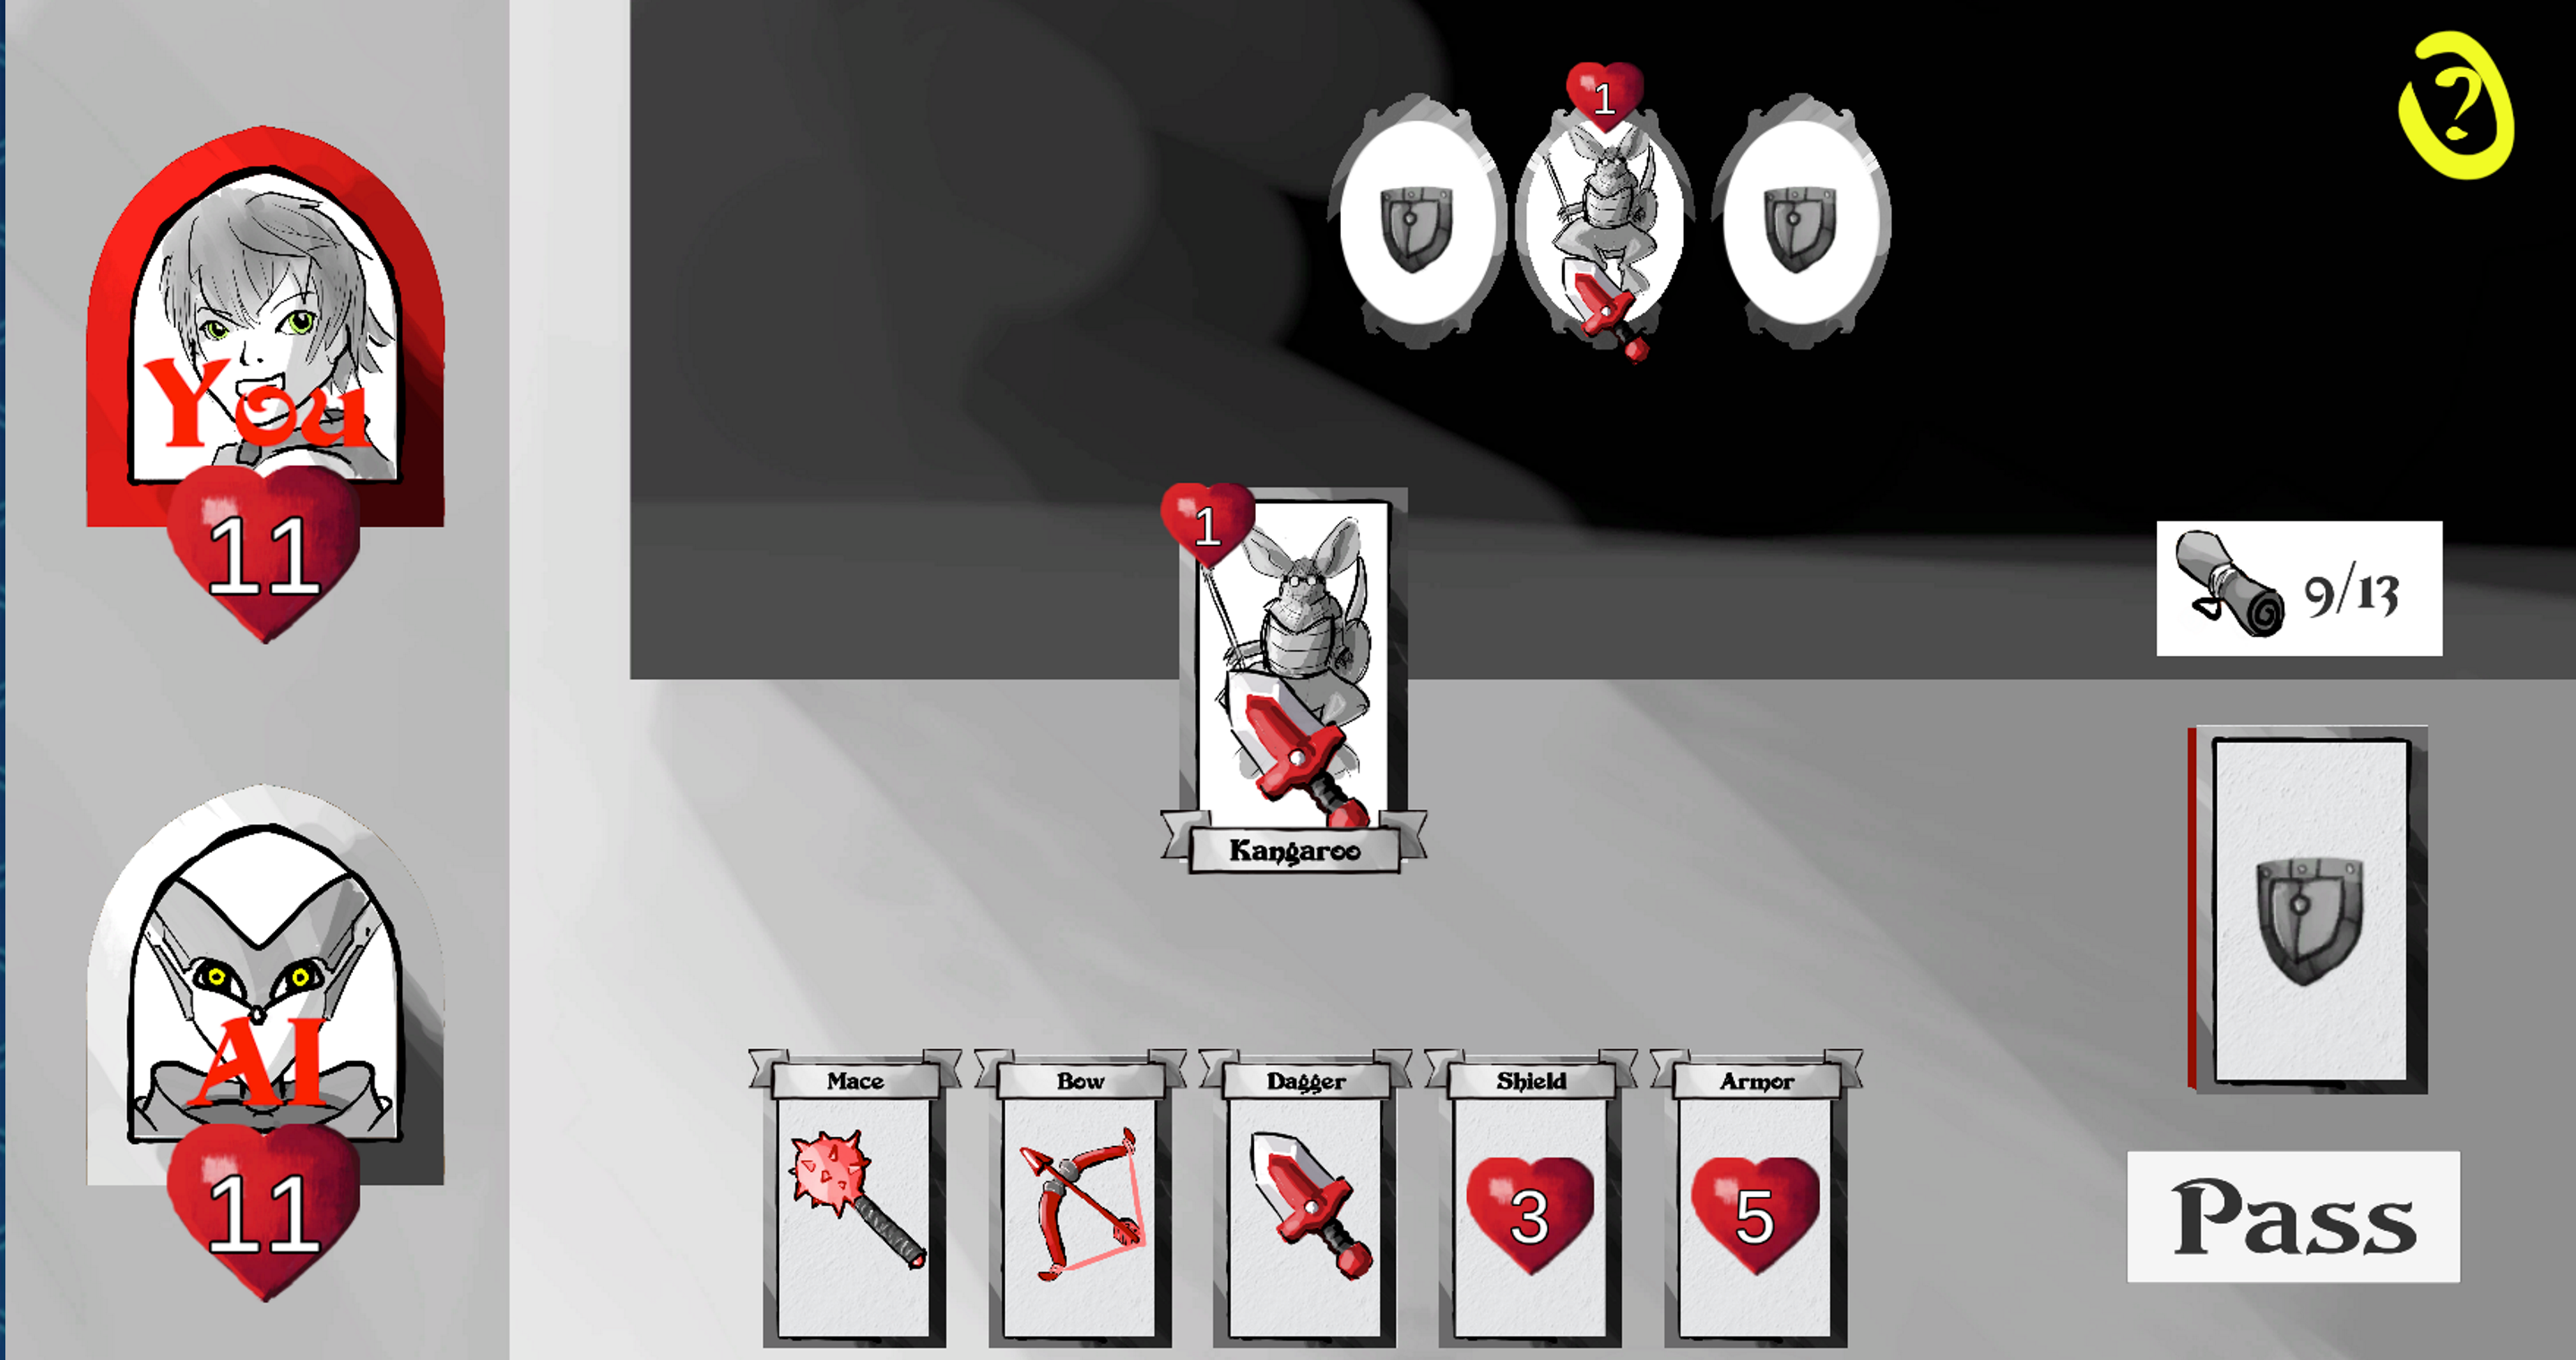 ?
1
You
11
1
9/13
Kangaroo
AI
11
Mace
Bow
Dagger
Shield
Armor
3
5
Pass